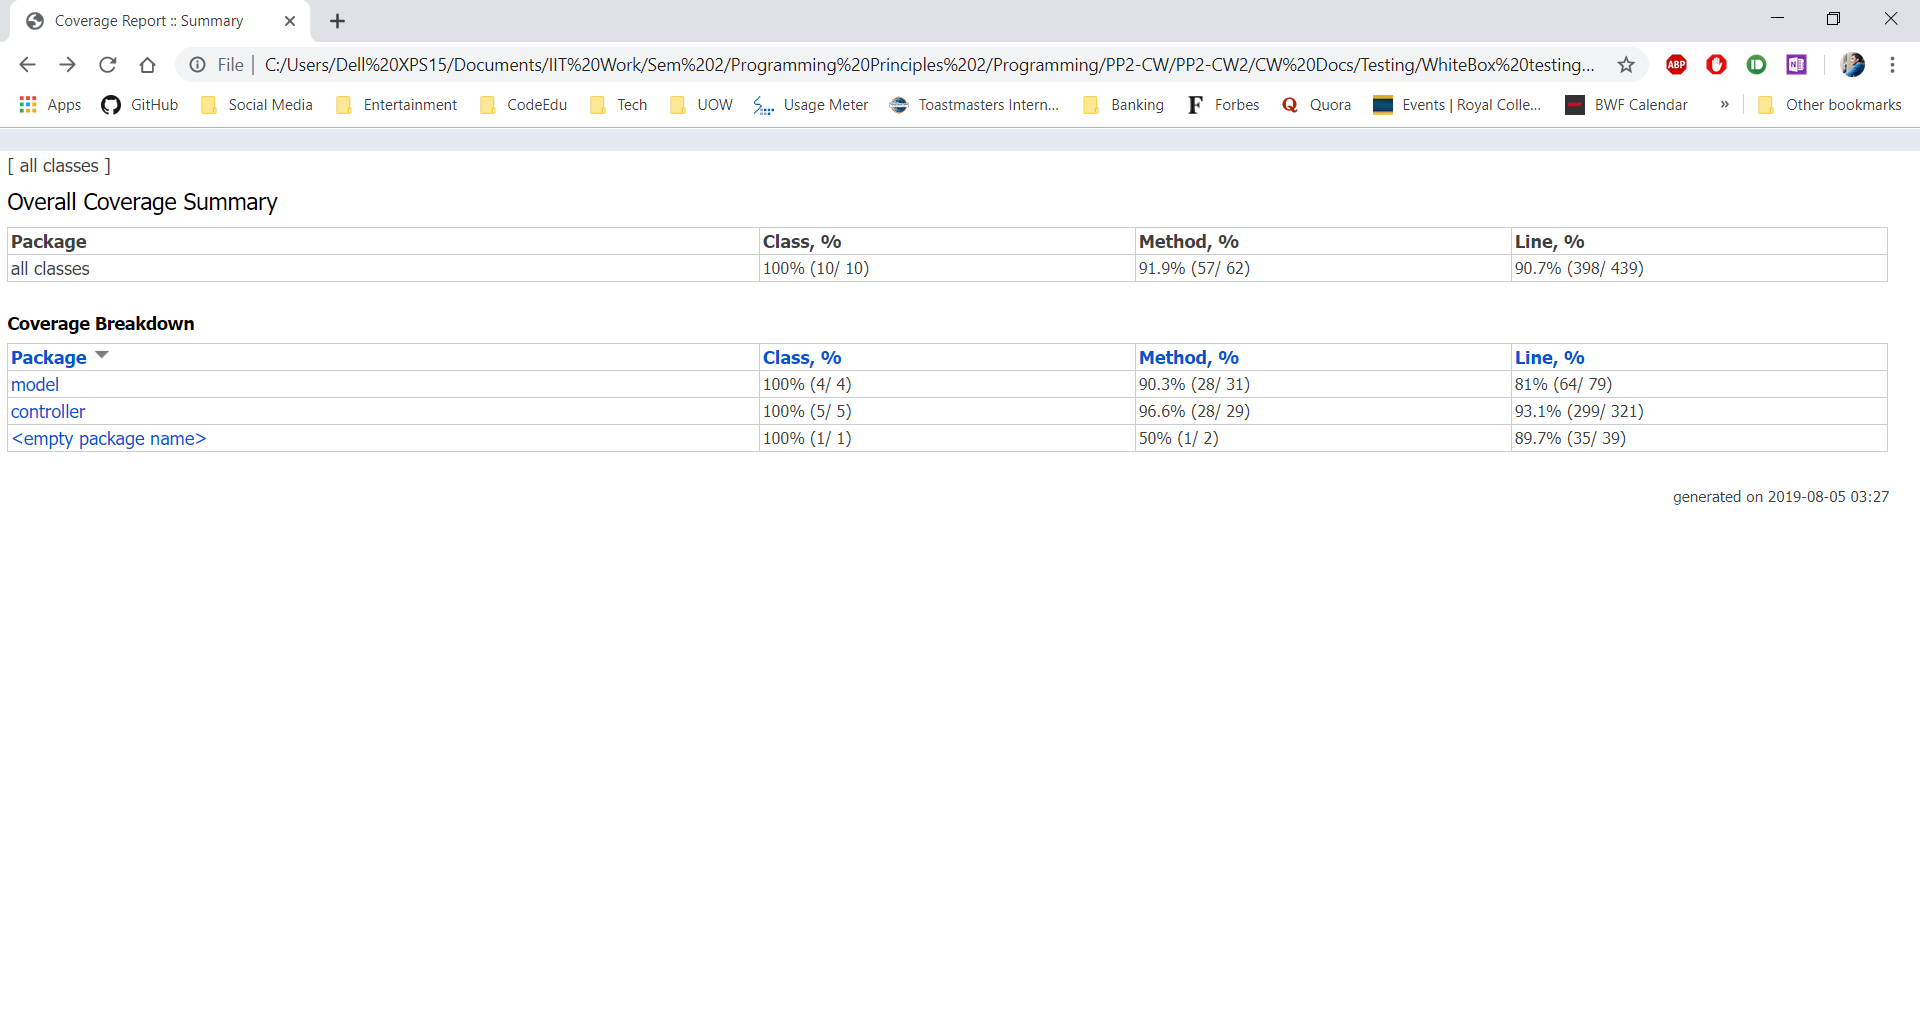 Coverage Report :: Summary
File | C:/Users/Dell%20XPS15/Documents/IIT%20Work/Sem%202/Programming%20Principles%202/Programming/PP2-CW/PP2-CW2/CW%20Docs/Testing/WhiteBox%20testing...
ABP
N
Apps GitHub Social Media Entertainment CodeEdu Tech UOW Usage Meter Toastmasters Intern... Banking F Forbes Q Quora Events | Royal Colle... BWF Calendar » Other bookmarks
[ all classes ]
Overall Coverage Summary
Package Class, % Method, % Line, %
all classes 100% (10/ 10) 91.9% (57/ 62) 90.7% (398/ 439)
Coverage Breakdown
Package Class, % Method, % Line, %
model 100% (4/ 4) 90.3% (28/ 31) 81% (64/ 79)
controller 100% (5/ 5) 96.6% (28/ 29) 93.1% (299/ 321)
<empty package name> 100% (1/ 1) 50% (1/ 2) 89.7% (35/ 39)
generated on 2019-08-05 03:27